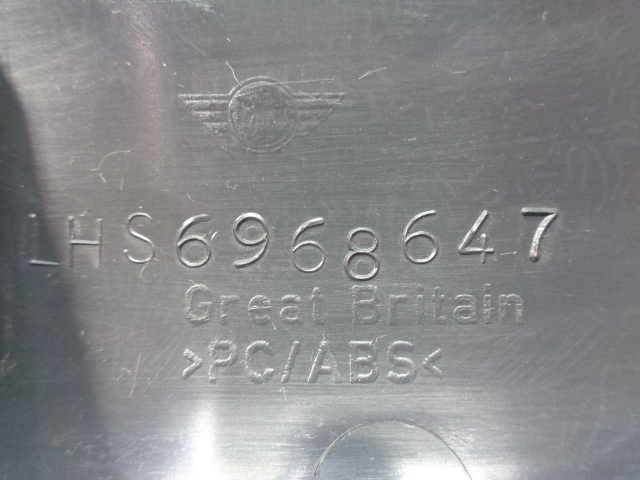 LHS6968647
Great Britain
>PC/ABS<